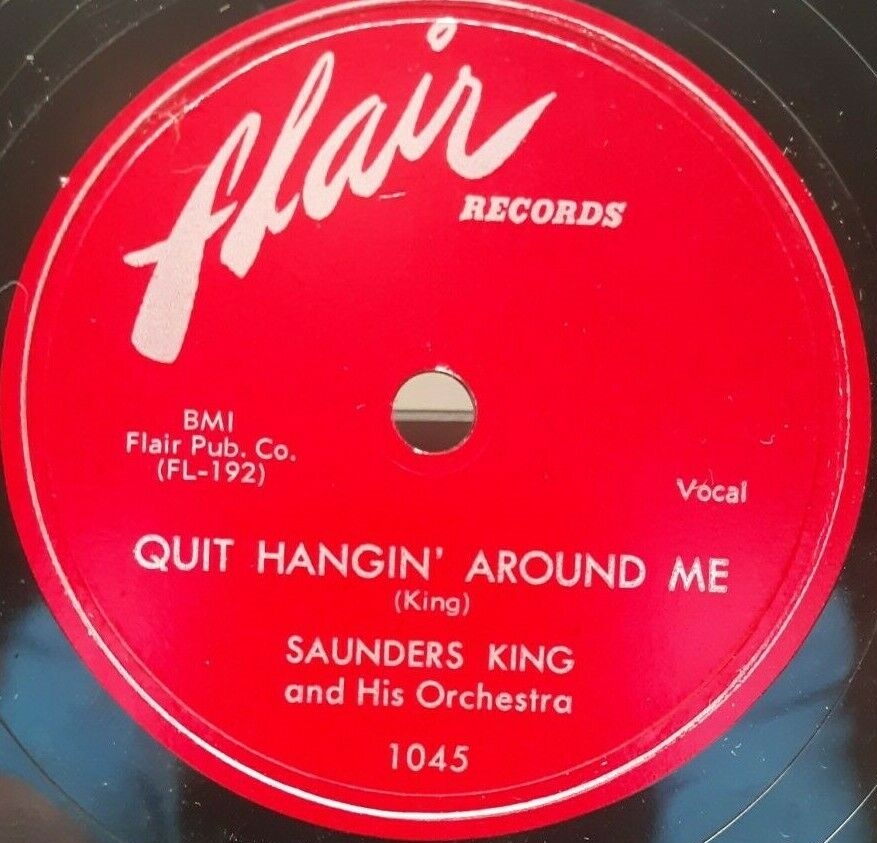 flair
RECORDS
BMI
Flair Pub. Co.
(FL-192)
Vocal
QUIT HANGIN' AROUND ME
(King)
SAUNDERS KING
and His Orchestra
1045